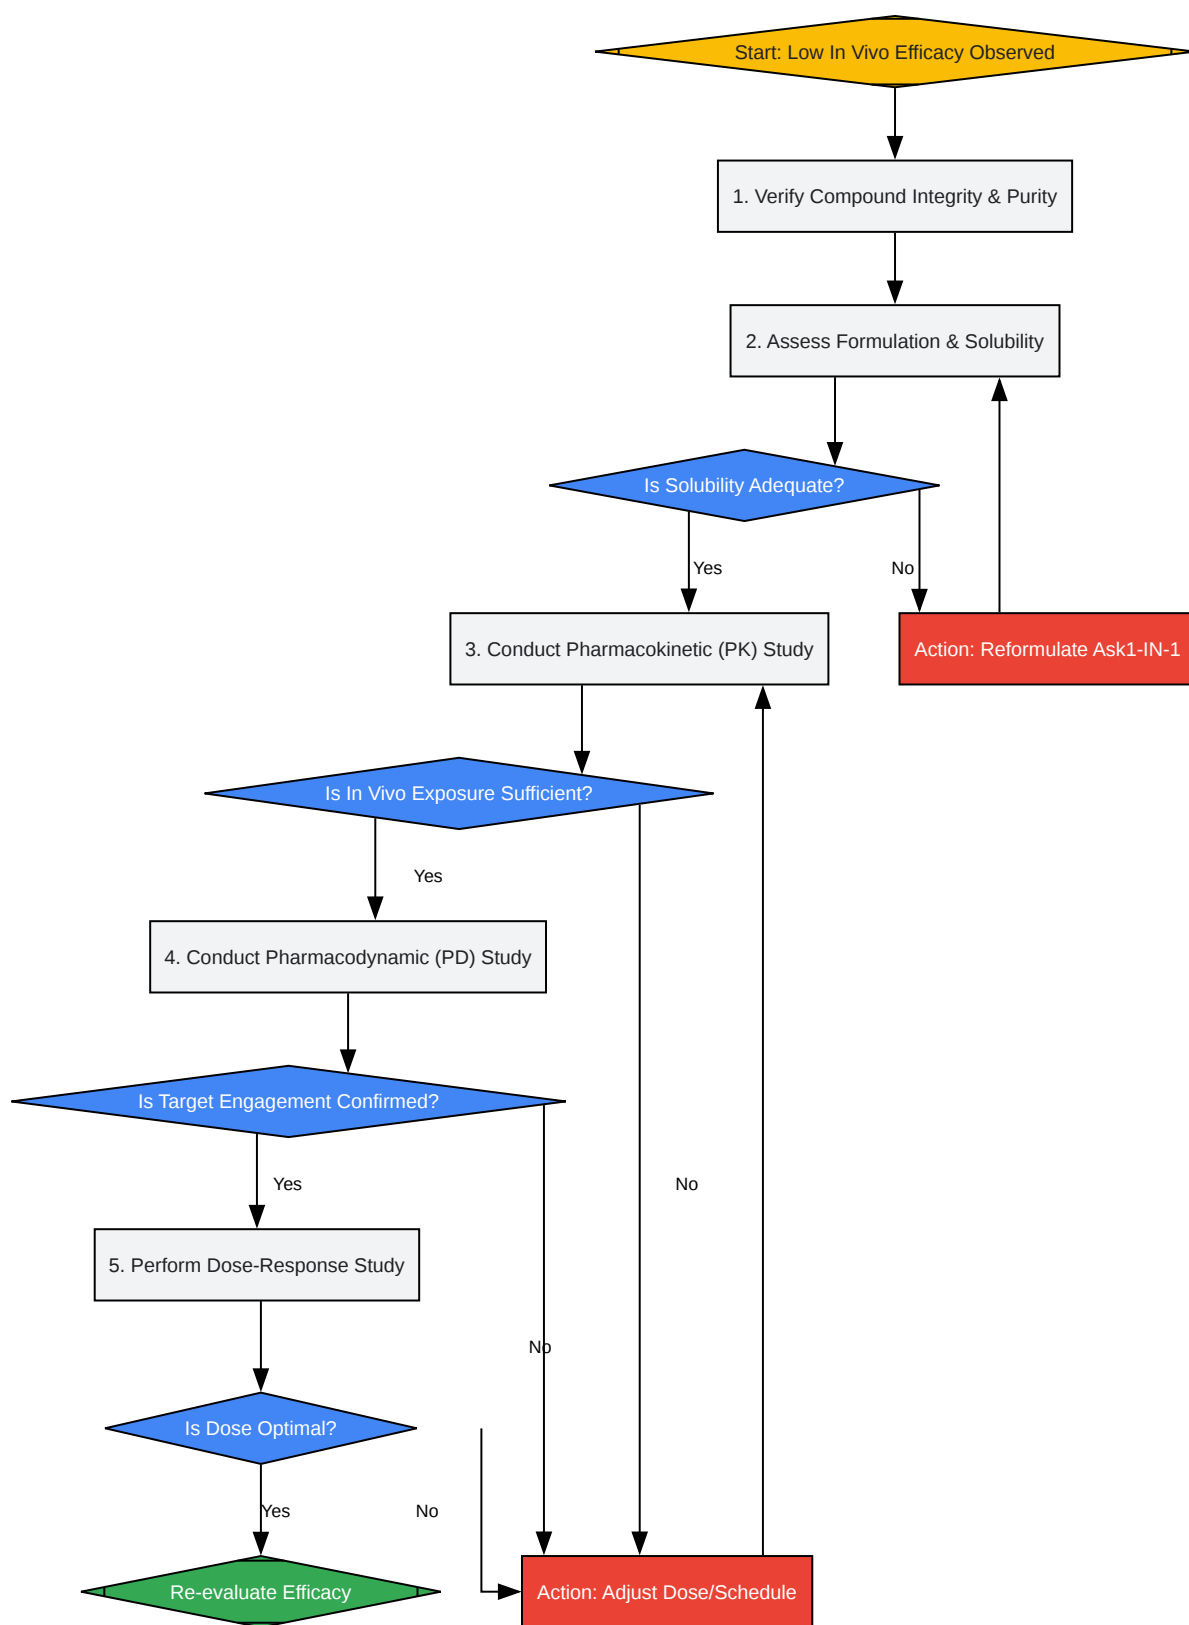 Start: Low In Vivo Efficacy Observed
1. Verify Compound Integrity & Purity
2. Assess Formulation & Solubility
Is Solubility Adequate?
Yes
No
3. Conduct Pharmacokinetic (PK) Study
Action: Reformulate Ask1-IN-1
Is In Vivo Exposure Sufficient?
Yes
4. Conduct Pharmacodynamic (PD) Study
Is Target Engagement Confirmed?
Yes
No
5. Perform Dose-Response Study
No
Is Dose Optimal?
Yes
No
Re-evaluate Efficacy
Action: Adjust Dose/Schedule